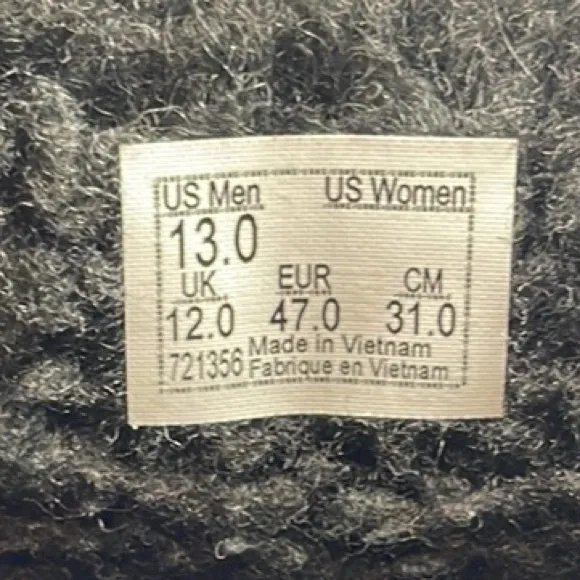 US Men US Women
13.0
UK EUR CM
12.0 47.0 31.0
721356 Made in Vietnam
Fabrique en Vietnam